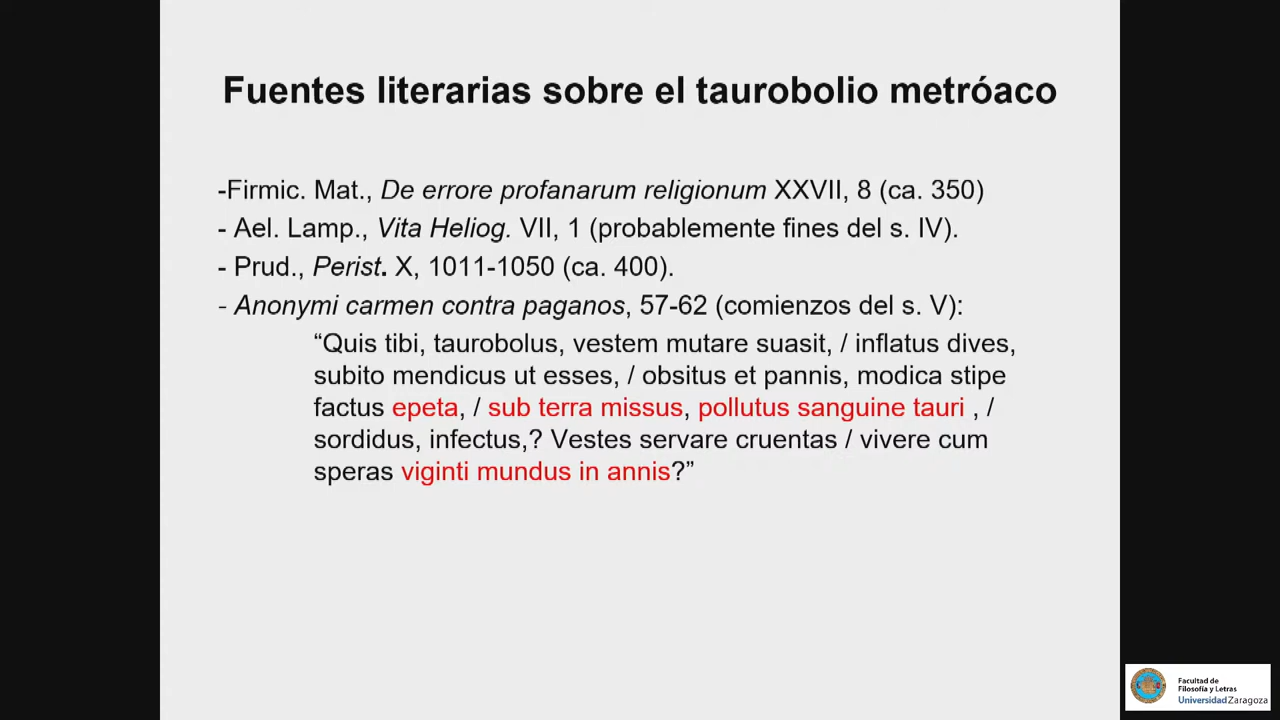 Fuentes literarias sobre el taurobolio metróaco
-Firmic. Mat., De errore profanarum religionum XXVII, 8 (ca. 350)
- Ael. Lamp., Vita Heliog. VII, 1 (probablemente fines del s. IV).
- Prud., Perist. X, 1011-1050 (ca. 400).
- Anonymi carmen contra paganos, 57-62 (comienzos del s. V):
“Quis tibi, taurobolus, vestem mutare suasit, / inflatus dives,
subito mendicus ut esses, / obsitus et pannis, modica stipe
factus epeta, / sub terra missus, pollutus sanguine tauri , /
sordidus, infectus,? Vestes servare cruentas / vivere cum
speras viginti mundus in annis?”
Facultad de
Filosofía y Letras
Universidad Zaragoza